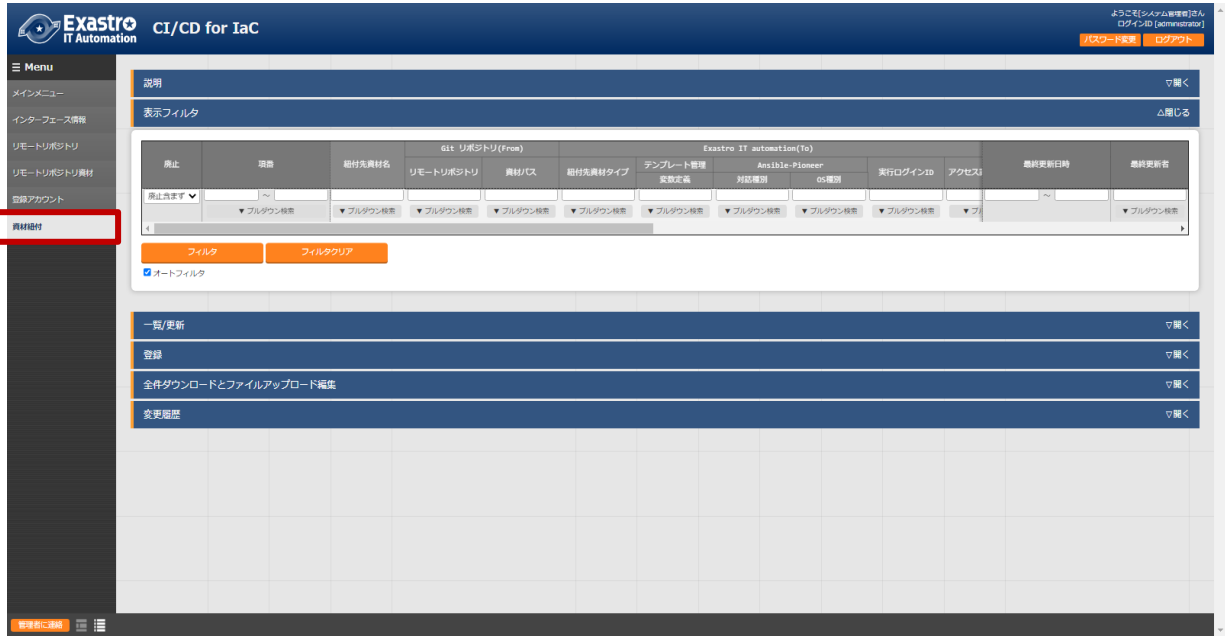 Exastro
IT Automation
CI/CD for IaC
ようこそ[システム管理者]さん
ログインID [administrator]
パスワード変更 ログアウト
Menu
メインメニュー
インターフェース情報
リモートリポジトリ
リモートリポジトリ資材
登録アカウント
資材紐付
説明 ▽開く
表示フィルタ △閉じる
Git リポジトリ(From) Exastro IT automation(To)
廃止 項番 紐付先資材名 リモートリポジトリ 資材パス 紐付先資材タイプ テンプレート管理 Ansible-Pioneer 実行ログインID アクセス 最終更新日時 最終更新者
変数定義 対話種別 OS種別
廃止含まず ～ ～
▼プルダウン検索 ▼プルダウン検索 ▼プルダウン検索 ▼プルダウン検索 ▼プルダウン検索 ▼プルダウン検索 ▼プルダウン検索 ▼プルダウン検索 ▼プルダウン検索 ▼プ ▼プルダウン検索
フィルタ フィルタクリア
オートフィルタ
一覧/更新 ▽開く
登録 ▽開く
全件ダウンロードとファイルアップロード編集 ▽開く
変更履歴 ▽開く
管理者に連絡